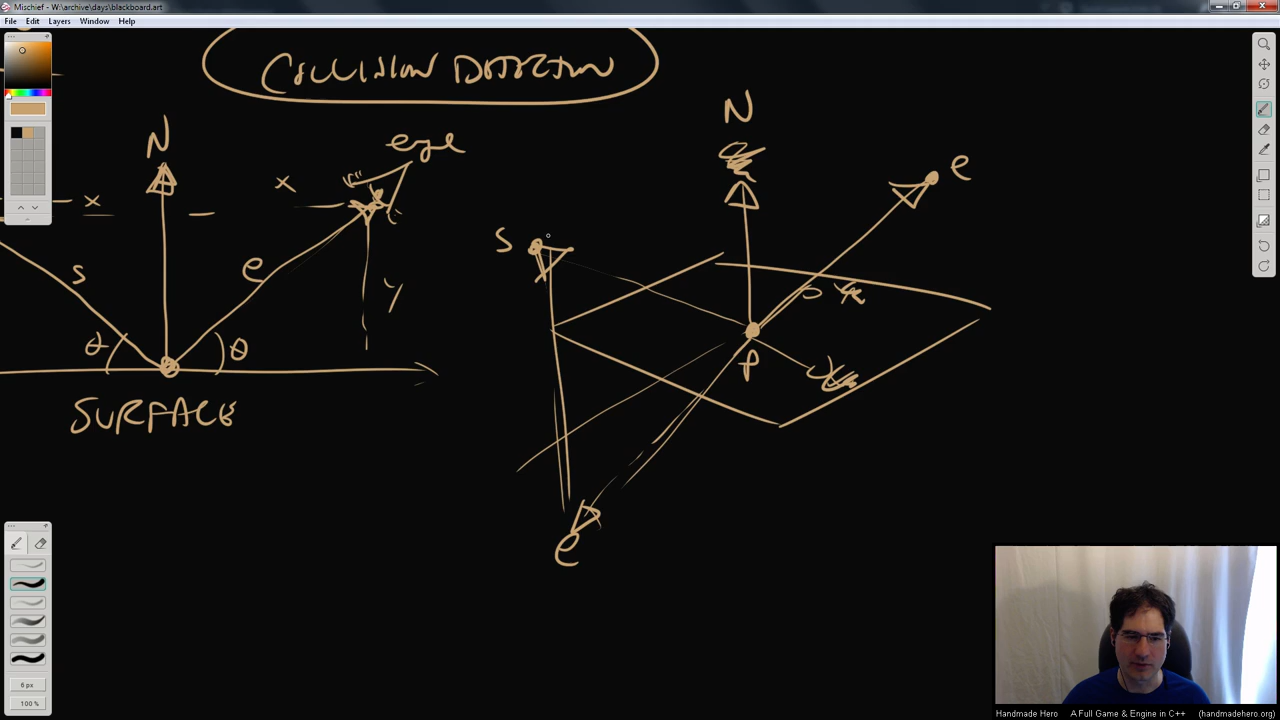 Mischief - W:\archive\days\blackboard.art
File Edit Layers Window Help
COLLISION DETECTION
N
eye
x
x
s
e
y
θ
θ
SURFACE
N
e
s
P
e
6 px
100 %
Handmade Hero A Full Game & Engine in C++ (handmadehero.org)